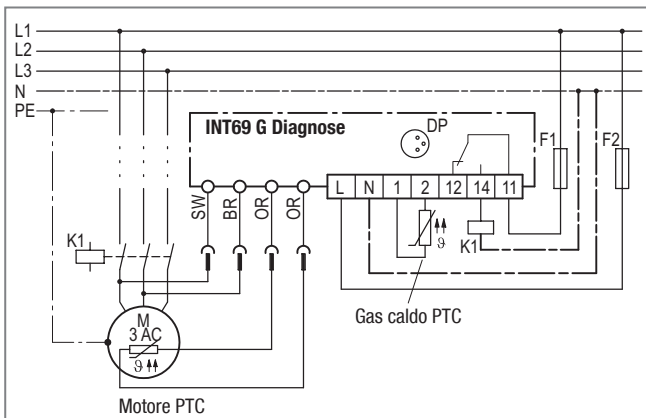 L1
L2
L3
N
PE
INT69 G Diagnose
DP
F1
F2
L N 1 2 12 14 11
SW BR OR OR
K1
K1
ϑ
Gas caldo PTC
M
3 AC
ϑ
Motore PTC